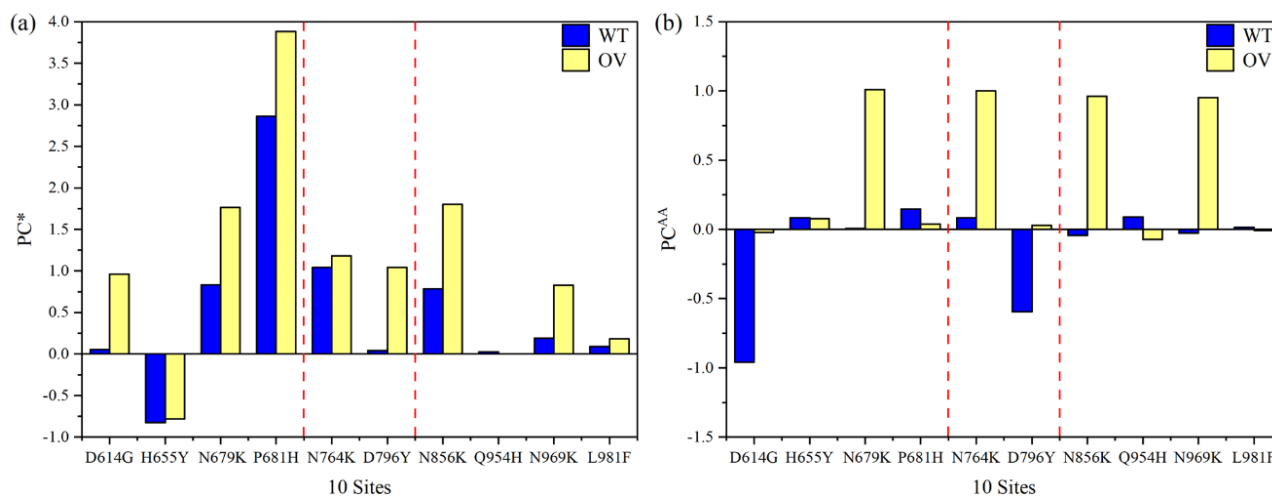 (a)
WT
OV
PC*
4.0
3.5
3.0
2.5
2.0
1.5
1.0
0.5
0.0
-0.5
-1.0
D614G H655Y N679K P681H N764K D796Y N856K Q954H N969K L981F
10 Sites
(b)
WT
OV
PC^AA
1.5
1.0
0.5
0.0
-0.5
-1.0
-1.5
D614G H655Y N679K P681H N764K D796Y N856K Q954H N969K L981F
10 Sites